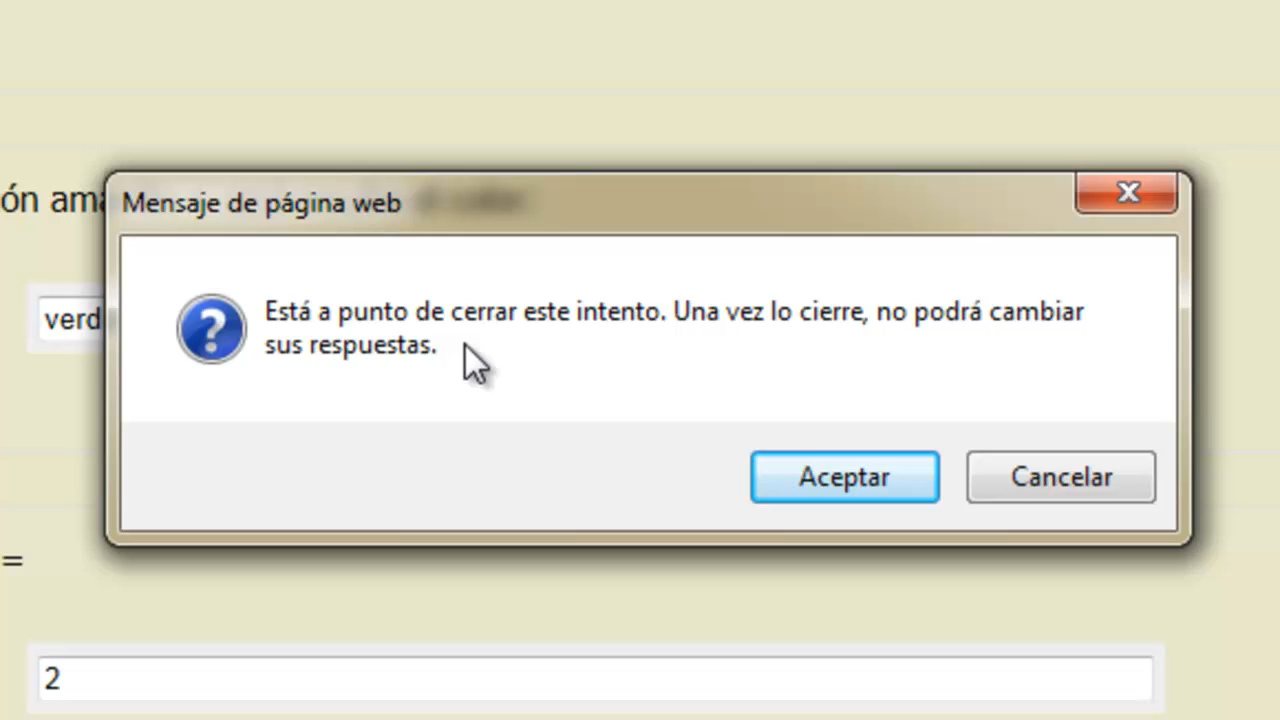 ón ama
Mensaje de página web
verd
Está a punto de cerrar este intento. Una vez lo cierre, no podrá cambiar
sus respuestas.
Aceptar
Cancelar
=
2